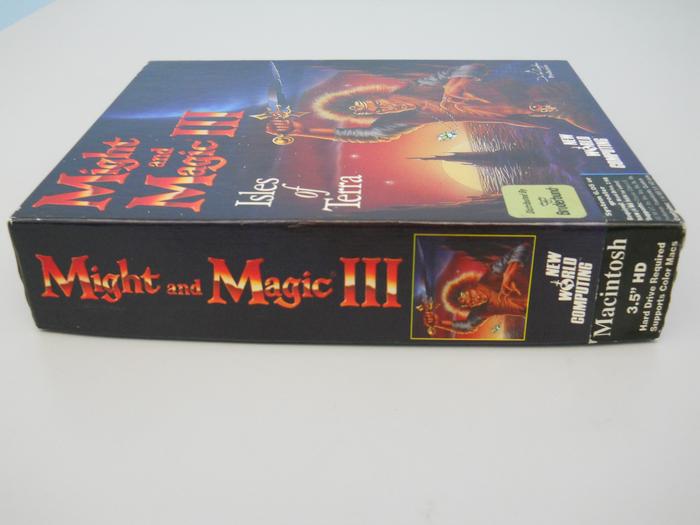 Might
and
Magic III
Isles
of
Terra
Distributed By
Brøderbund
NEW
WORLD
COMPUTING
Might and Magic III
NEW
WORLD
COMPUTING
Macintosh
3.5" HD
Hard Drive Required
Supports Color Macs